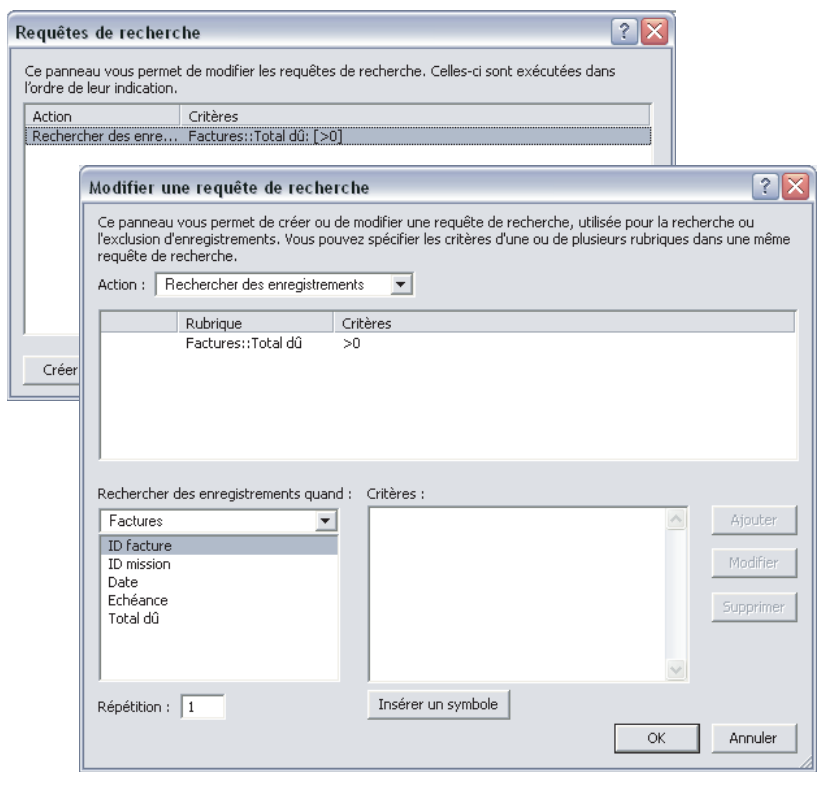 Requêtes de recherche
Ce panneau vous permet de modifier les requêtes de recherche. Celles-ci sont exécutées dans
l'ordre de leur indication.
Action Critères
Rechercher des enre... Factures::Total dû: [>0]
Créer
Modifier une requête de recherche
Ce panneau vous permet de créer ou de modifier une requête de recherche, utilisée pour la recherche ou
l'exclusion d'enregistrements. Vous pouvez spécifier les critères d'une ou de plusieurs rubriques dans une même
requête de recherche.
Action : Rechercher des enregistrements
Rubrique Critères
Factures::Total dû >0
Rechercher des enregistrements quand : Critères :
Factures
ID facture
ID mission
Date
Echéance
Total dû
Ajouter
Modifier
Supprimer
Répétition : 1
Insérer un symbole
OK Annuler